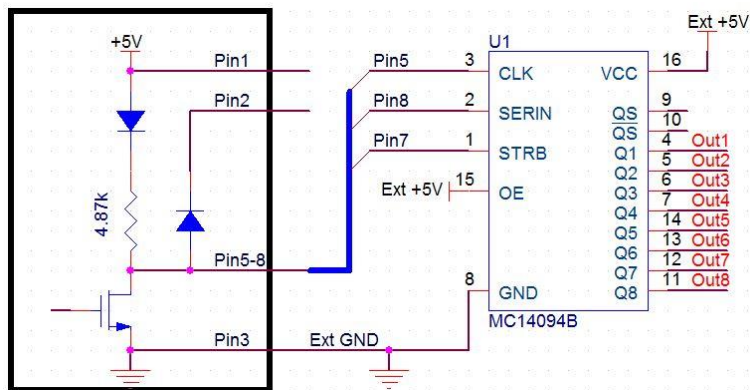 Ext +5V
U1
+5V
Pin1
Pin5
3
CLK
VCC
16
Pin2
Pin8
2
SERIN
QS
9
QS
10
Pin7
1
STRB
Q1
4
Out1
Q2
5
Out2
Ext +5V
15
OE
Q3
6
Out3
Q4
7
Out4
4.87k
Q5
14
Out5
Q6
13
Out6
Pin5-8
Q7
12
Out7
8
GND
Q8
11
Out8
MC14094B
Pin3
Ext GND